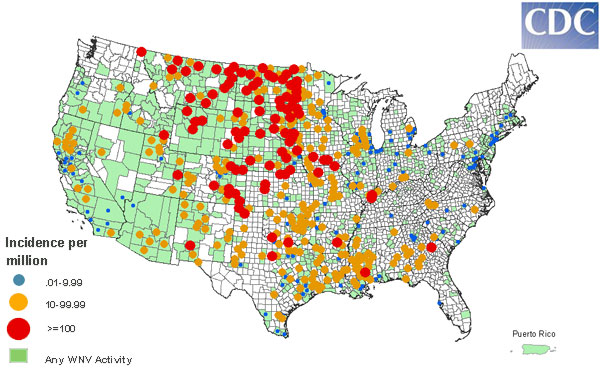 CDC
Incidence per
million
.01-9.99
10-99.99
>=100
Any WNV Activity
Puerto Rico